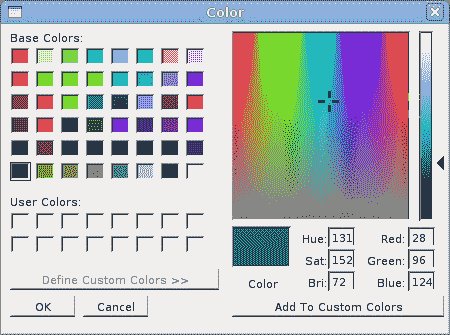 Color
Base Colors:
User Colors:
Define Custom Colors >>
OK
Cancel
Color
Hue: 131
Sat: 152
Bri: 72
Red: 28
Green: 96
Blue: 124
Add To Custom Colors